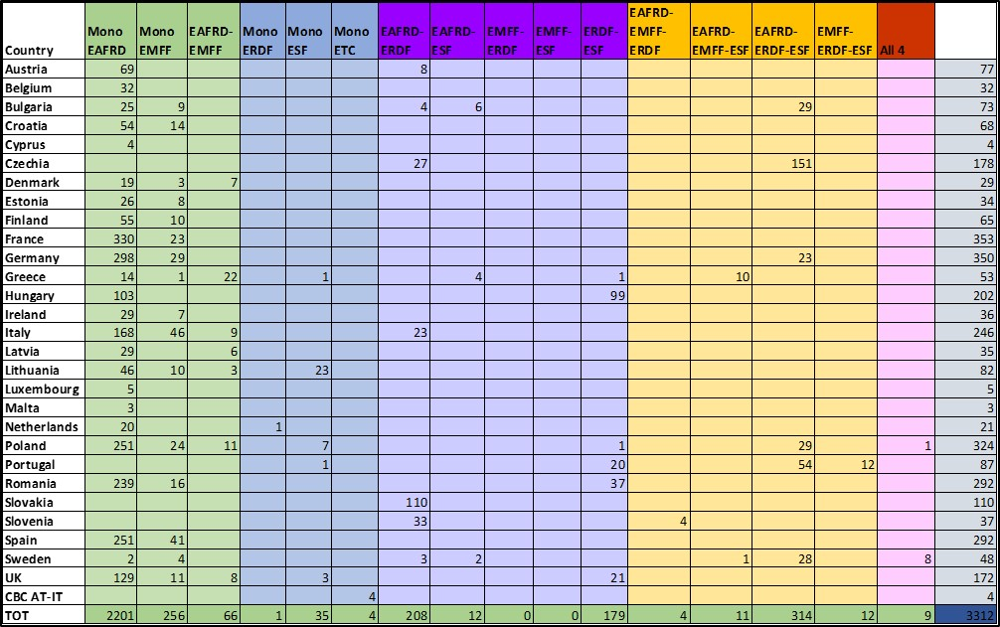 Country Mono EAFRD Mono EMFF EAFRD-EMFF Mono ERDF Mono ESF Mono ETC EAFRD-ERDF EAFRD-ESF EMFF-ERDF EMFF-ESF ERDF-ESF EAFRD-EMFF-ERDF EAFRD-EMFF-ESF EAFRD-ERDF-ESF EMFF-ERDF-ESF All 4
Austria 69 8 77
Belgium 32 32
Bulgaria 25 9 4 6 29 73
Croatia 54 14 68
Cyprus 4 4
Czechia 27 151 178
Denmark 19 3 7 29
Estonia 26 8 34
Finland 55 10 65
France 330 23 353
Germany 298 29 23 350
Greece 14 1 22 1 4 1 10 53
Hungary 103 99 202
Ireland 29 7 36
Italy 168 46 9 23 246
Latvia 29 6 35
Lithuania 46 10 3 23 82
Luxembourg 5 5
Malta 3 3
Netherlands 20 1 21
Poland 251 24 11 7 1 29 1 324
Portugal 1 20 54 12 87
Romania 239 16 37 292
Slovakia 110 110
Slovenia 33 4 37
Spain 251 41 292
Sweden 2 4 3 2 1 28 8 48
UK 129 11 8 3 21 172
CBC AT-IT 4 4
TOT 2201 256 66 1 35 4 208 12 0 0 179 4 11 314 12 9 3312